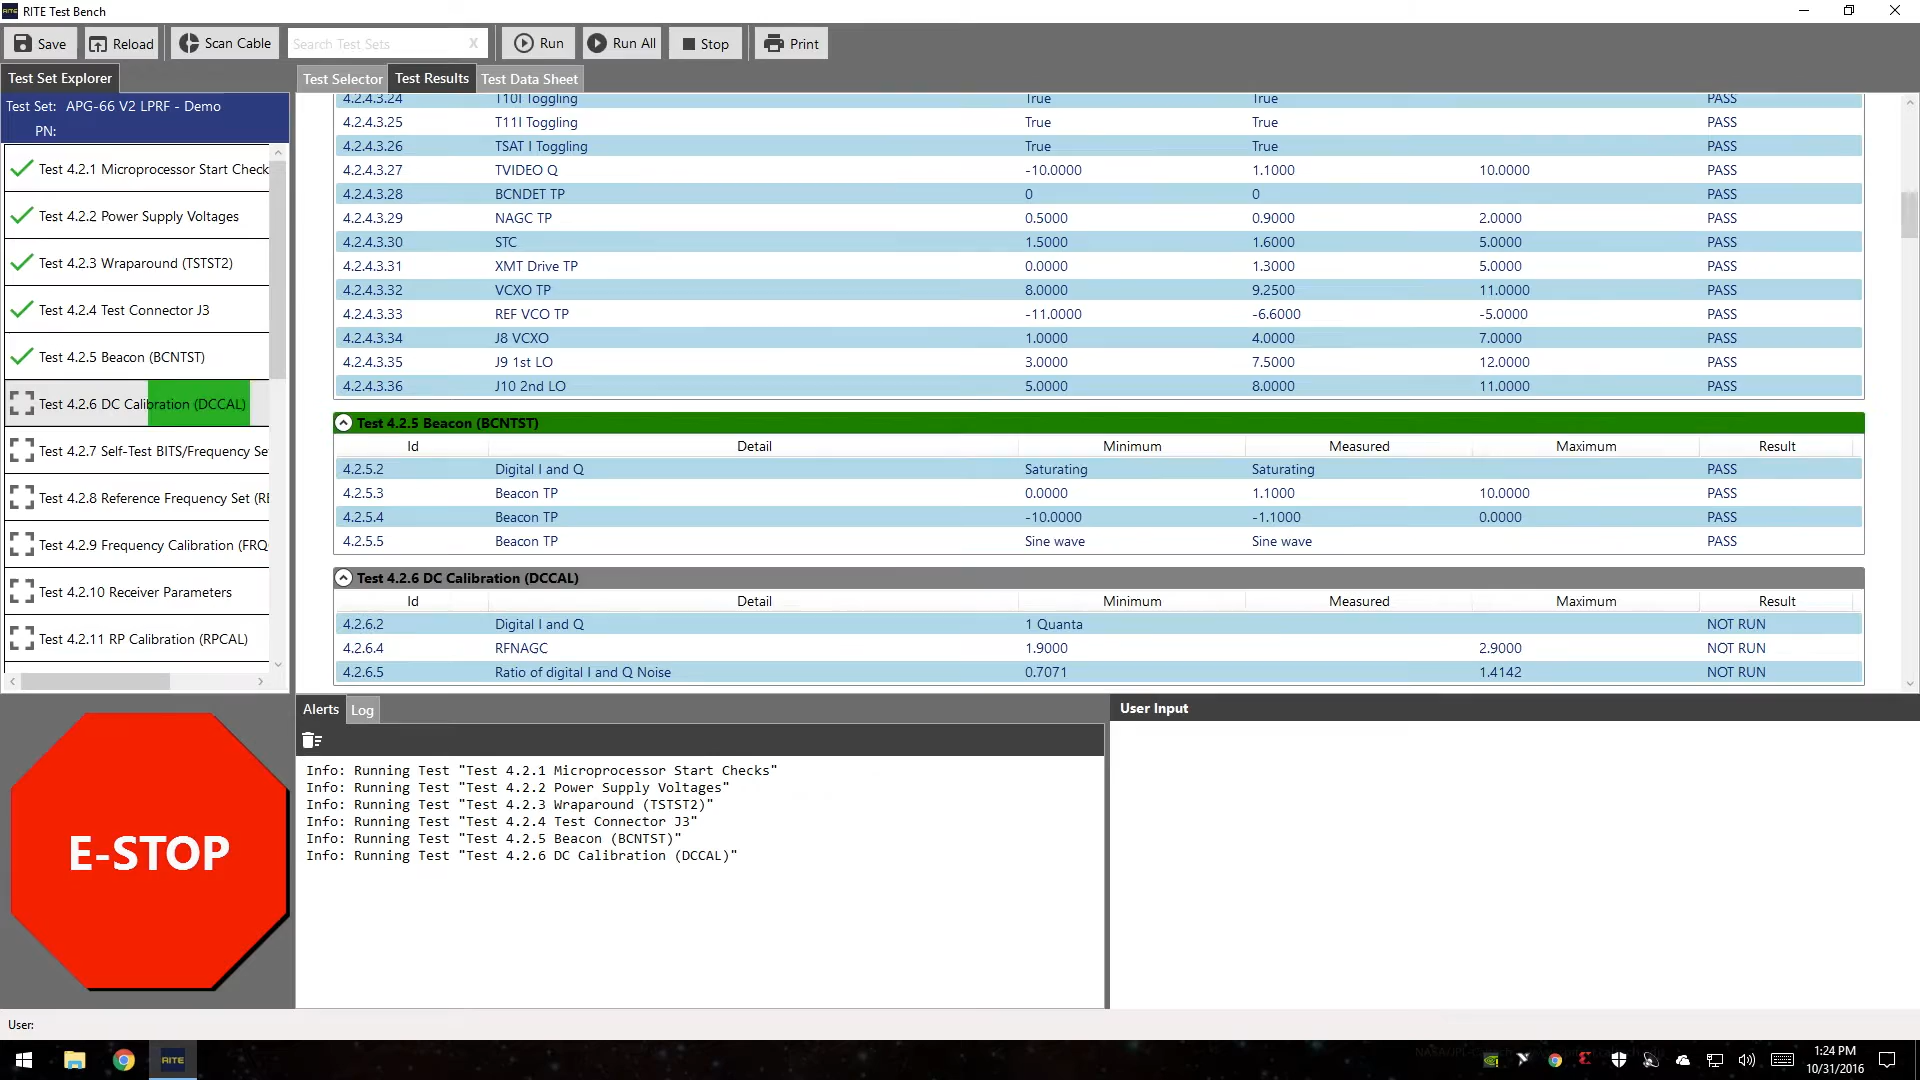 RITE Test Bench
Save
Reload
Scan Cable
Search Test Sets
X
Run
Run All
Stop
Print
Test Set Explorer
Test Selector
Test Results
Test Data Sheet
Test Set: APG-66 V2 LPRF - Demo
PN:
Test 4.2.1 Microprocessor Start Check
Test 4.2.2 Power Supply Voltages
Test 4.2.3 Wraparound (TSTST2)
Test 4.2.4 Test Connector J3
Test 4.2.5 Beacon (BCNTST)
Test 4.2.6 DC Calibration (DCCAL)
Test 4.2.7 Self-Test BITS/Frequency Se
Test 4.2.8 Reference Frequency Set (RE
Test 4.2.9 Frequency Calibration (FRQ
Test 4.2.10 Receiver Parameters
Test 4.2.11 RP Calibration (RPCAL)
4.2.4.3.24 T10I Toggling True True PASS
4.2.4.3.25 T11I Toggling True True PASS
4.2.4.3.26 TSAT I Toggling True True PASS
4.2.4.3.27 TVIDEO Q -10.0000 1.1000 10.0000 PASS
4.2.4.3.28 BCNDET TP 0 0 PASS
4.2.4.3.29 NAGC TP 0.5000 0.9000 2.0000 PASS
4.2.4.3.30 STC 1.5000 1.6000 5.0000 PASS
4.2.4.3.31 XMT Drive TP 0.0000 1.3000 5.0000 PASS
4.2.4.3.32 VCXO TP 8.0000 9.2500 11.0000 PASS
4.2.4.3.33 REF VCO TP -11.0000 -6.6000 -5.0000 PASS
4.2.4.3.34 J8 VCXO 1.0000 4.0000 7.0000 PASS
4.2.4.3.35 J9 1st LO 3.0000 7.5000 12.0000 PASS
4.2.4.3.36 J10 2nd LO 5.0000 8.0000 11.0000 PASS
Test 4.2.5 Beacon (BCNTST)
Id Detail Minimum Measured Maximum Result
4.2.5.2 Digital I and Q Saturating Saturating PASS
4.2.5.3 Beacon TP 0.0000 1.1000 10.0000 PASS
4.2.5.4 Beacon TP -10.0000 -1.1000 0.0000 PASS
4.2.5.5 Beacon TP Sine wave Sine wave PASS
Test 4.2.6 DC Calibration (DCCAL)
Id Detail Minimum Measured Maximum Result
4.2.6.2 Digital I and Q 1 Quanta NOT RUN
4.2.6.4 RFNAGC 1.9000 2.9000 NOT RUN
4.2.6.5 Ratio of digital I and Q Noise 0.7071 1.4142 NOT RUN
E-STOP
Alerts
Log
Info: Running Test "Test 4.2.1 Microprocessor Start Checks"
Info: Running Test "Test 4.2.2 Power Supply Voltages"
Info: Running Test "Test 4.2.3 Wraparound (TSTST2)"
Info: Running Test "Test 4.2.4 Test Connector J3"
Info: Running Test "Test 4.2.5 Beacon (BCNTST)"
Info: Running Test "Test 4.2.6 DC Calibration (DCCAL)"
User Input
User:
RITE
1:24 PM
10/31/2016